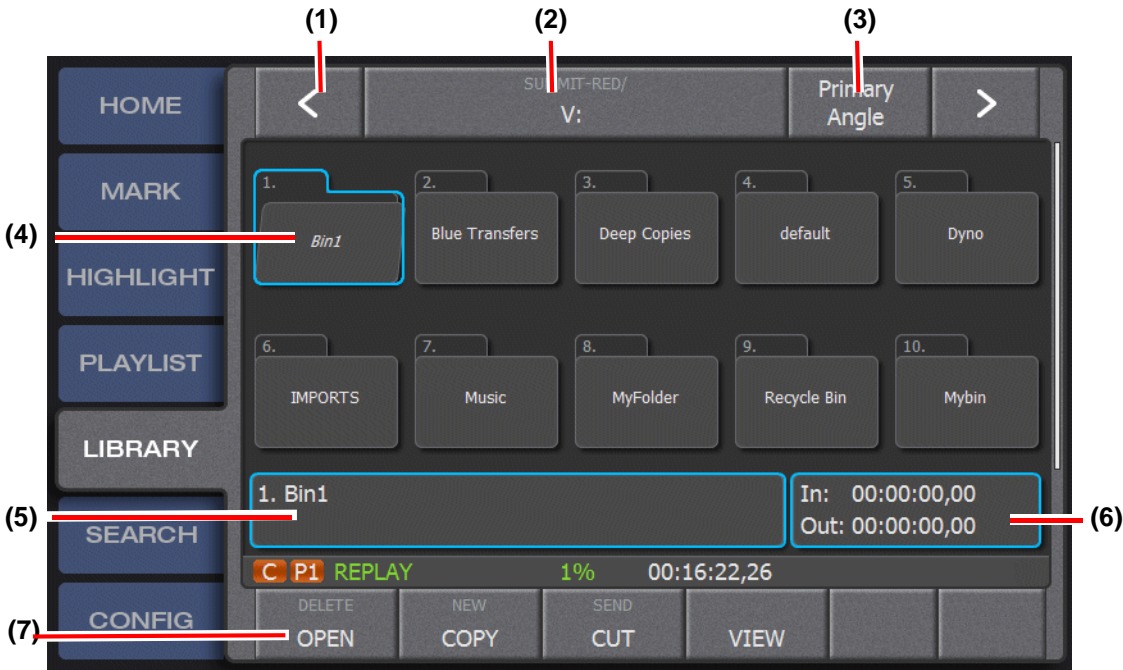 (1)
(2)
(3)
HOME
MARK
HIGHLIGHT
PLAYLIST
LIBRARY
SEARCH
CONFIG
<
SUMMIT-RED/
V:
Primary
Angle
>
(4)
1.
Bin1
2.
Blue Transfers
3.
Deep Copies
4.
default
5.
Dyno
6.
IMPORTS
7.
Music
8.
MyFolder
9.
Recycle Bin
10.
Mybin
(5)
1. Bin1
In: 00:00:00,00
Out: 00:00:00,00
(6)
C P1 REPLAY 1% 00:16:22,26
(7)
DELETE
OPEN
NEW
COPY
SEND
CUT
VIEW